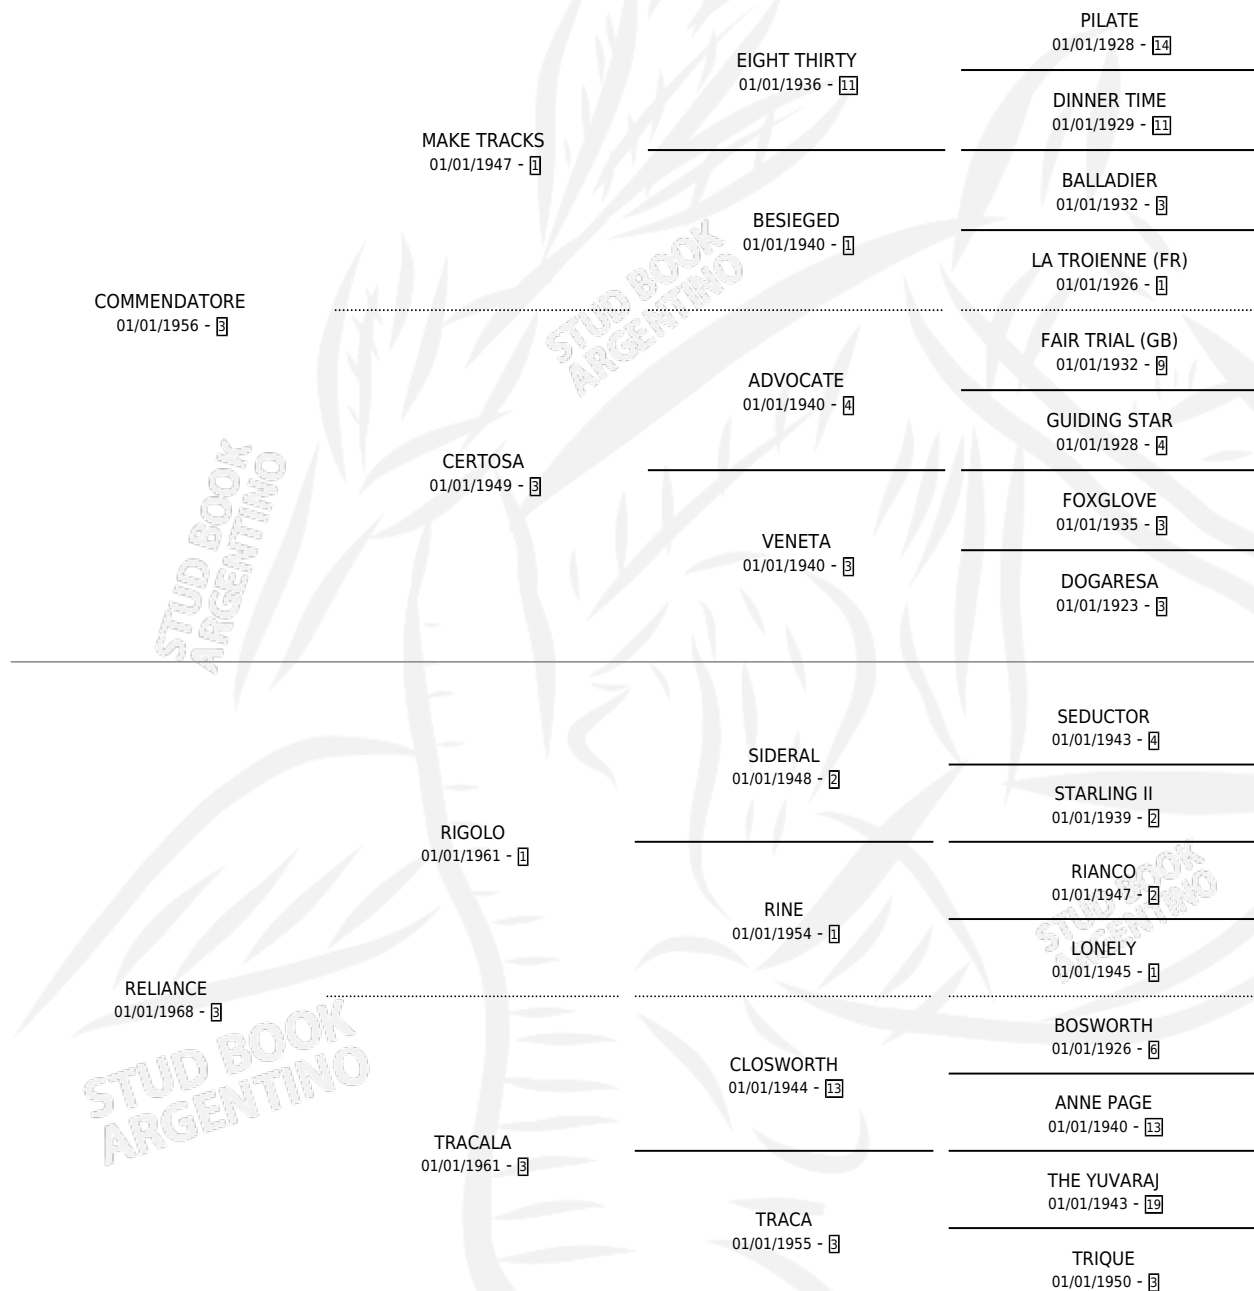 PILATE
01/01/1928 - 14
EIGHT THIRTY
01/01/1936 - 11
DINNER TIME
01/01/1929 - 11
MAKE TRACKS
01/01/1947 - 1
BALLADIER
01/01/1932 - 3
BESIEGED
01/01/1940 - 1
LA TROIENNE (FR)
01/01/1926 - 1
COMMENDATORE
01/01/1956 - 3
FAIR TRIAL (GB)
01/01/1932 - 9
ADVOCATE
01/01/1940 - 4
GUIDING STAR
01/01/1928 - 4
CERTOSA
01/01/1949 - 3
FOXGLOVE
01/01/1935 - 3
VENETA
01/01/1940 - 3
DOGARESA
01/01/1923 - 3
STUD BOOK
ARGENTINO
STUD BOOK
ARGENTINO
SEDUCTOR
01/01/1943 - 4
SIDERAL
01/01/1948 - 2
STARLING II
01/01/1939 - 2
RIGOLO
01/01/1961 - 1
RIANCO
01/01/1947 - 2
RINE
01/01/1954 - 1
LONELY
01/01/1945 - 1
RELIANCE
01/01/1968 - 3
BOSWORTH
01/01/1926 - 6
CLOSWORTH
01/01/1944 - 13
ANNE PAGE
01/01/1940 - 13
TRACALA
01/01/1961 - 3
THE YUVARAJ
01/01/1943 - 19
TRACA
01/01/1955 - 3
TRIQUE
01/01/1950 - 3
STUD BOOK
ARGENTINO
STUD BOOK
ARGENTINO